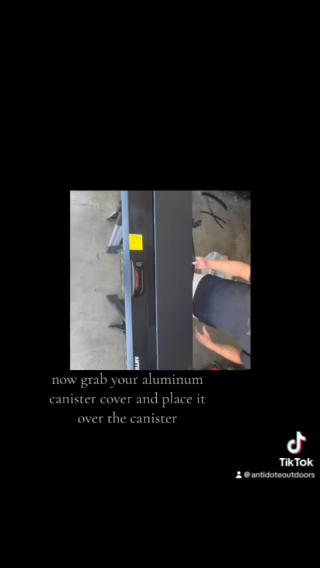 now grab your aluminum
canister cover and place it
over the canister
TikTok
@antidoteoutdoors